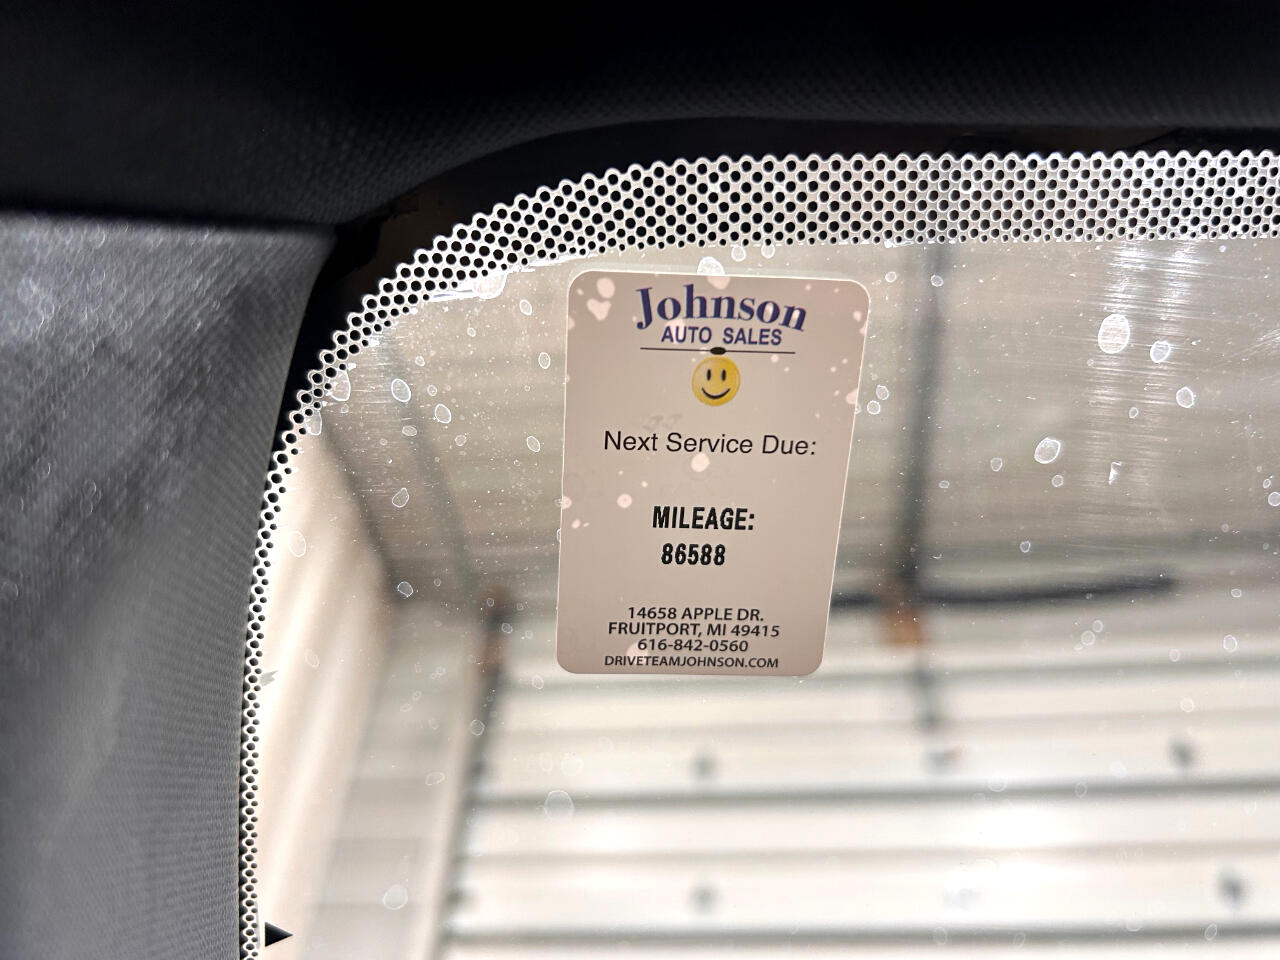 Johnson
AUTO SALES
Next Service Due:
MILEAGE:
86588
14658 APPLE DR.
FRUITPORT, MI 49415
616-842-0560
DRIVETEAMJOHNSON.COM